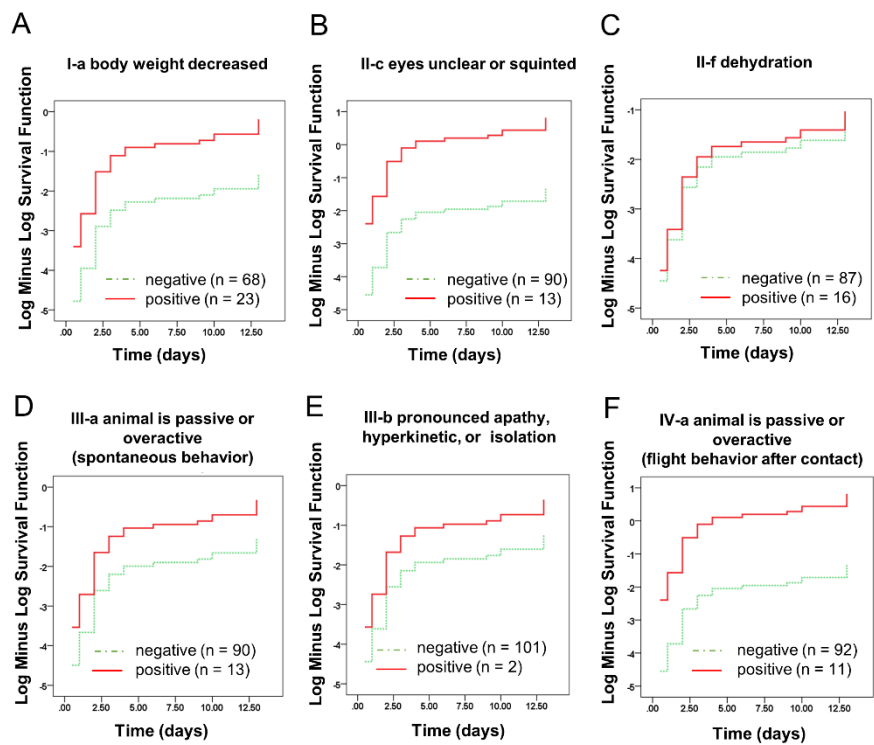 A
I-a body weight decreased
Log Minus Log Survival Function
0
-1
-2
-3
-4
-5
negative (n = 68)
positive (n = 23)
.00 2.50 5.00 7.50 10.00 12.50
Time (days)
B
II-c eyes unclear or squinted
Log Minus Log Survival Function
1
0
-1
-2
-3
-4
-5
negative (n = 90)
positive (n = 13)
.00 2.50 5.00 7.50 10.00 12.50
Time (days)
C
II-f dehydration
Log Minus Log Survival Function
-1
-2
-3
-4
-5
negative (n = 87)
positive (n = 16)
.00 2.50 5.00 7.50 10.00 12.50
Time (days)
D
III-a animal is passive or
overactive
(spontaneous behavior)
Log Minus Log Survival Function
0
-1
-2
-3
-4
-5
negative (n = 90)
positive (n = 13)
.00 2.50 5.00 7.50 10.00 12.50
Time (days)
E
III-b pronounced apathy,
hyperkinetic, or isolation
Log Minus Log Survival Function
0
-1
-2
-3
-4
-5
negative (n = 101)
positive (n = 2)
.00 2.50 5.00 7.50 10.00 12.50
Time (days)
F
IV-a animal is passive or
overactive
(flight behavior after contact)
Log Minus Log Survival Function
1
0
-1
-2
-3
-4
-5
negative (n = 92)
positive (n = 11)
.00 2.50 5.00 7.50 10.00 12.50
Time (days)